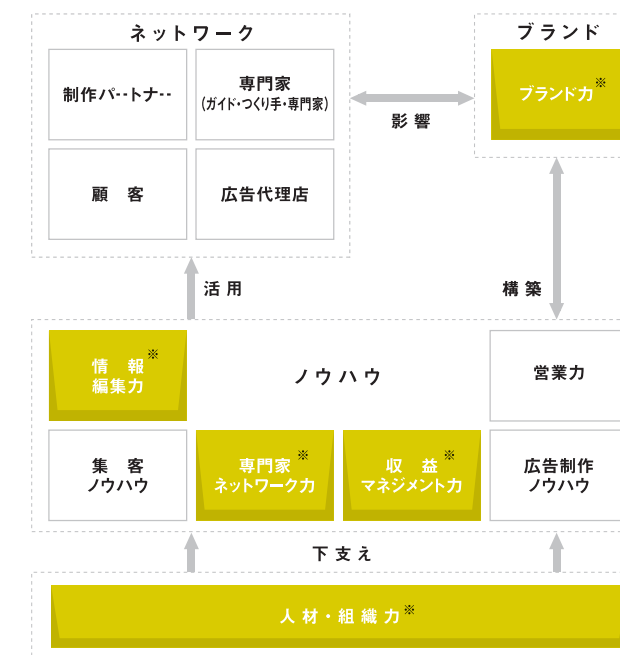 ネットワーク
制作パートナー
専門家
(ガイド・つくり手・専門家)
顧 客
広告代理店
影 響
ブランド
ブランド力※
活 用
構 築
情 報※
編集力
ノウハウ
営業力
集 客
ノウハウ
専門家※
ネットワーク力
収 益※
マネジメント力
広告制作
ノウハウ
下支え
人材・組織力※